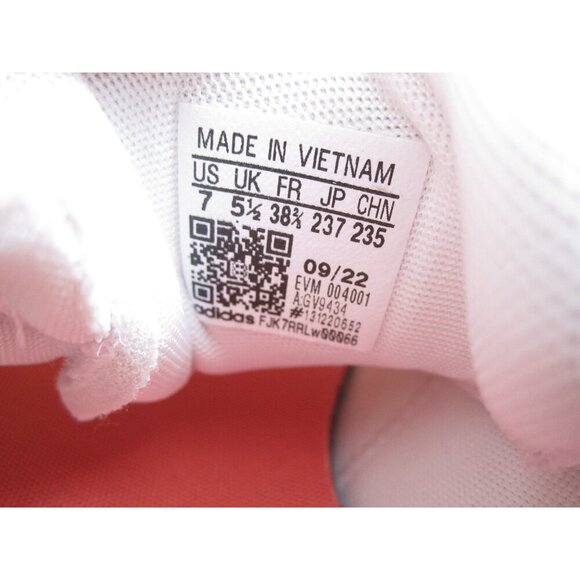 MADE IN VIETNAM
US UK FR JP CHN
7 5½ 38⅔ 237 235
09/22
EVM 004001
A:GV9434
#131220652
adidas FJK7RRLw00066